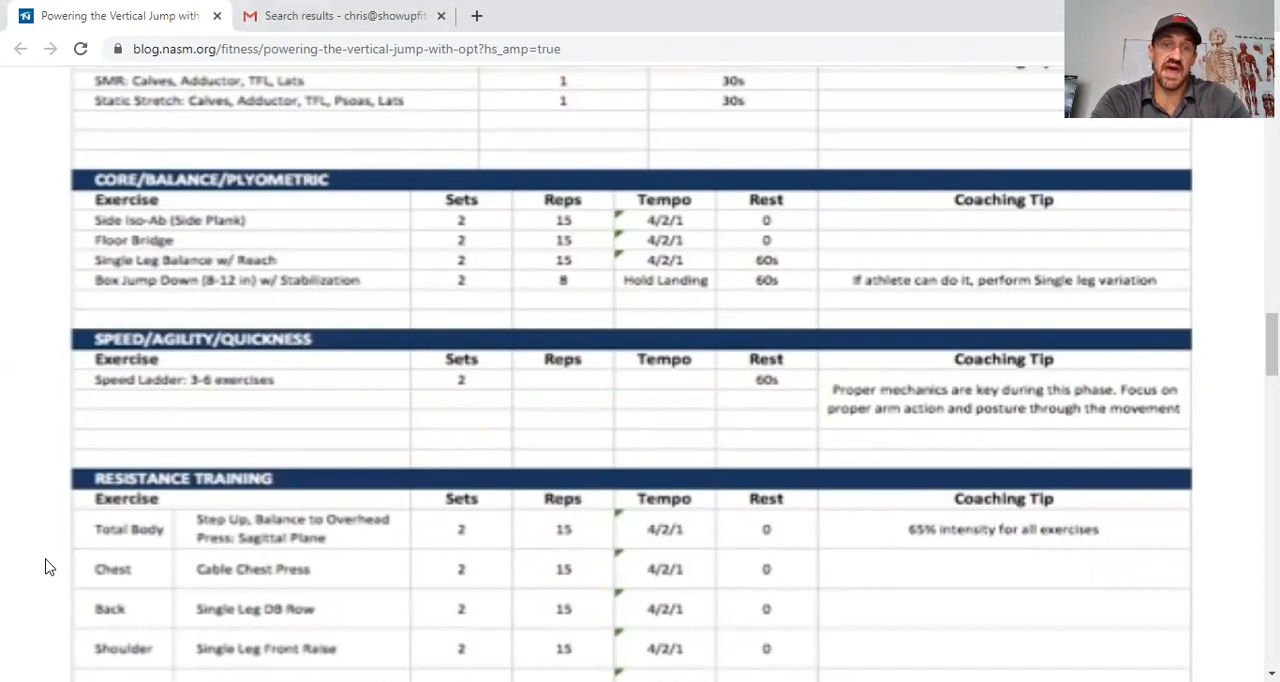 Powering the Vertical Jump with
Search results - chris@showupfit
blog.nasm.org/fitness/powering-the-vertical-jump-with-opt?hs_amp=true
SMR: Calves, Adductor, TFL, Lats 1 30s
Static Stretch: Calves, Adductor, TFL, Psoas, Lats 1 30s
CORE/BALANCE/PLYOMETRIC
Exercise Sets Reps Tempo Rest Coaching Tip
Side Iso-Ab (Side Plank) 2 15 4/2/1 0
Floor Bridge 2 15 4/2/1 0
Single Leg Balance w/ Reach 2 15 4/2/1 60s
Box Jump Down (8-12 in) w/ Stabilization 2 8 Hold Landing 60s If athlete can do it, perform Single leg variation
SPEED/AGILITY/QUICKNESS
Exercise Sets Reps Tempo Rest Coaching Tip
Speed Ladder: 3-6 exercises 2 60s
Proper mechanics are key during this phase. Focus on
proper arm action and posture through the movement
RESISTANCE TRAINING
Exercise Sets Reps Tempo Rest Coaching Tip
Total Body Step Up, Balance to Overhead
Press: Sagittal Plane 2 15 4/2/1 0 65% intensity for all exercises
Chest Cable Chest Press 2 15 4/2/1 0
Back Single Leg DB Row 2 15 4/2/1 0
Shoulder Single Leg Front Raise 2 15 4/2/1 0